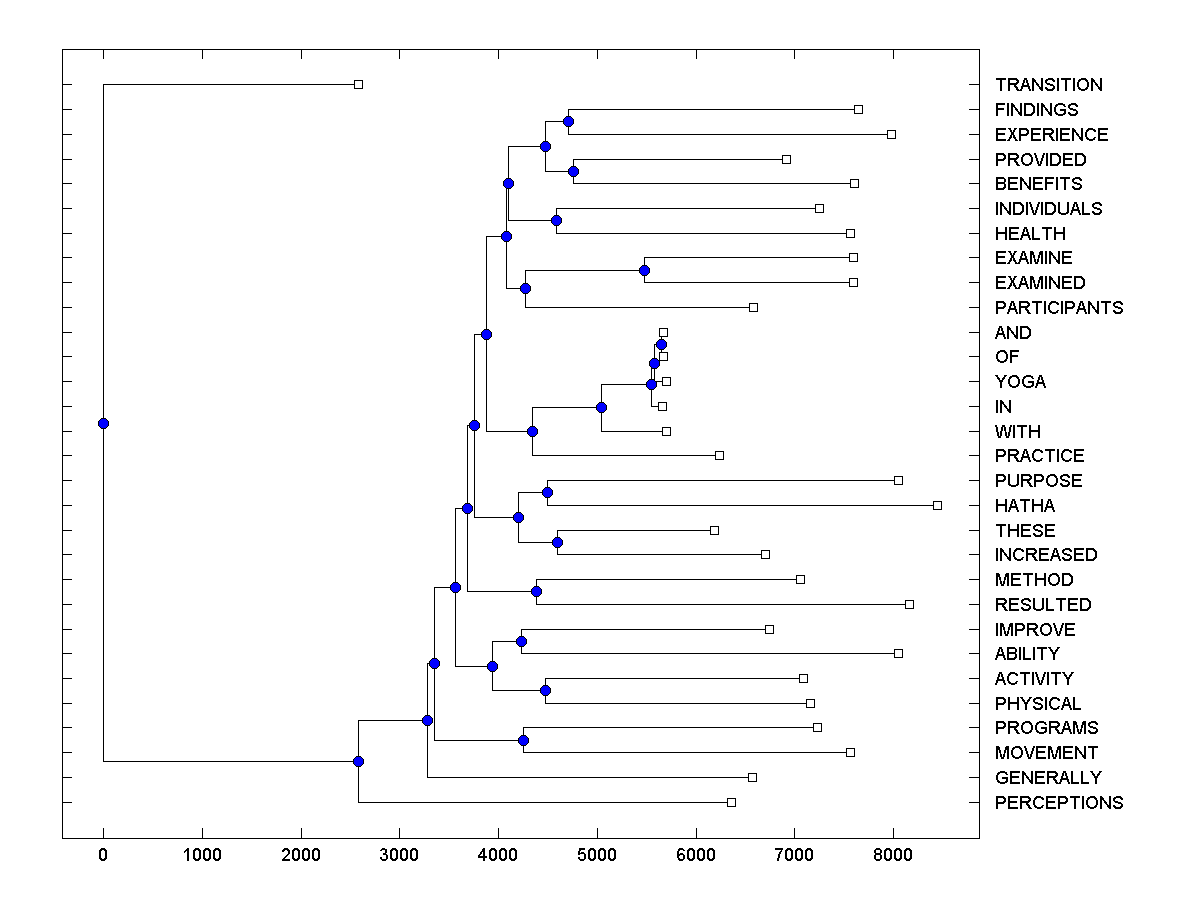 TRANSITION
FINDINGS
EXPERIENCE
PROVIDED
BENEFITS
INDIVIDUALS
HEALTH
EXAMINE
EXAMINED
PARTICIPANTS
AND
OF
YOGA
IN
WITH
PRACTICE
PURPOSE
HATHA
THESE
INCREASED
METHOD
RESULTED
IMPROVE
ABILITY
ACTIVITY
PHYSICAL
PROGRAMS
MOVEMENT
GENERALLY
PERCEPTIONS
0 1000 2000 3000 4000 5000 6000 7000 8000